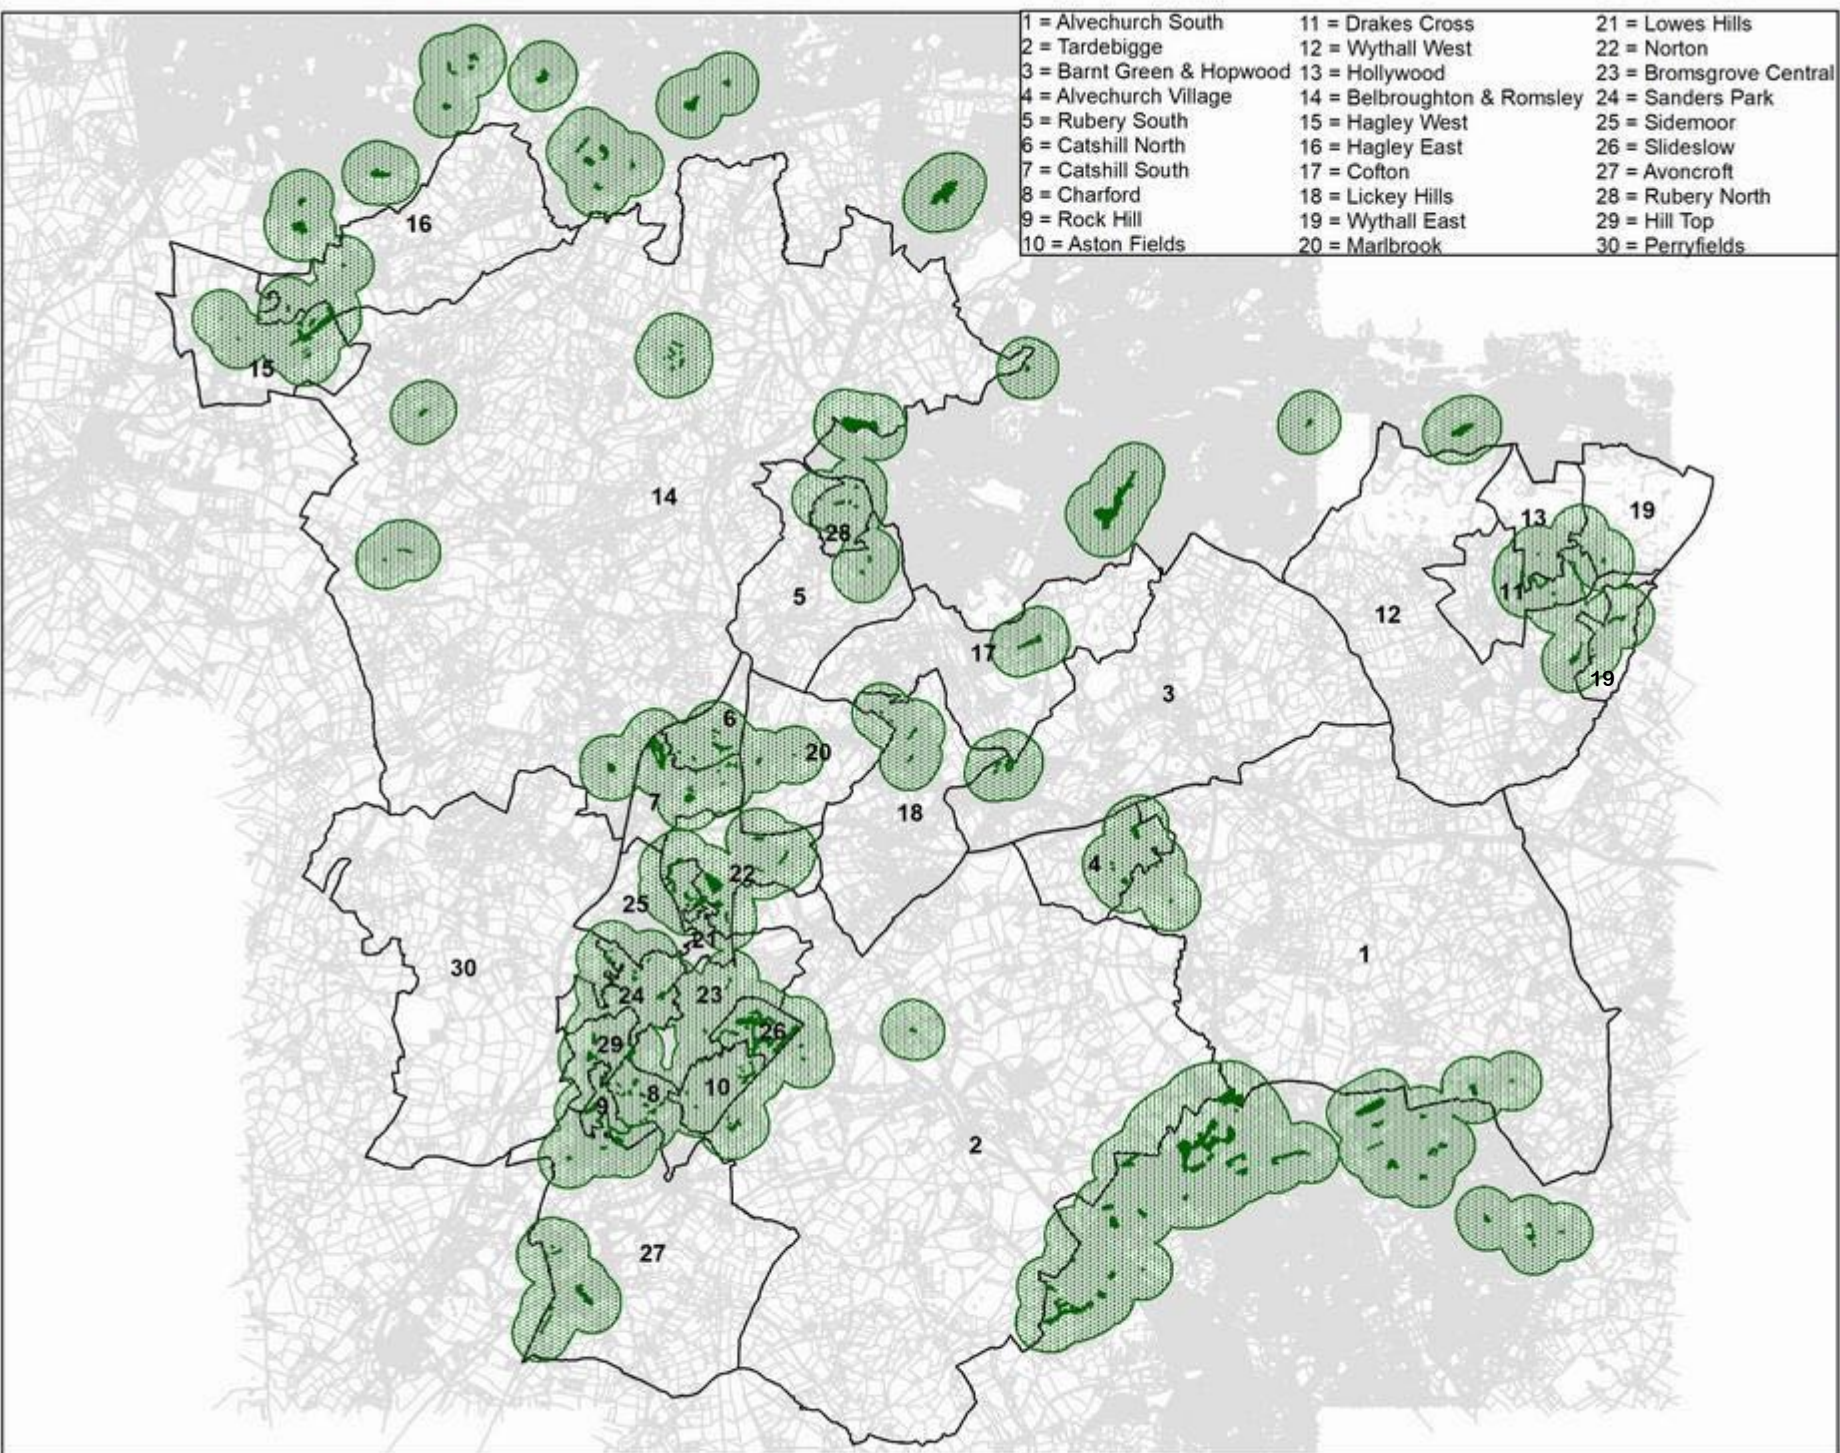 1 = Alvechurch South 11 = Drakes Cross 21 = Lowes Hills
2 = Tardebigge 12 = Wythall West 22 = Norton
3 = Barnt Green & Hopwood 13 = Hollywood 23 = Bromsgrove Central
4 = Alvechurch Village 14 = Belbroughton & Romsley 24 = Sanders Park
5 = Rubery South 15 = Hagley West 25 = Sidemoor
6 = Catshill North 16 = Hagley East 26 = Slideslow
7 = Catshill South 17 = Cofton 27 = Avoncroft
8 = Charford 18 = Lickey Hills 28 = Rubery North
9 = Rock Hill 19 = Wythall East 29 = Hill Top
10 = Aston Fields 20 = Marlbrook 30 = Perryfields
16
15
14
13 19
28
11
5
12
17
19
3
6
20
7
18
4
22
25
21
1
30
24 23
26
29
10
8
9
2
27